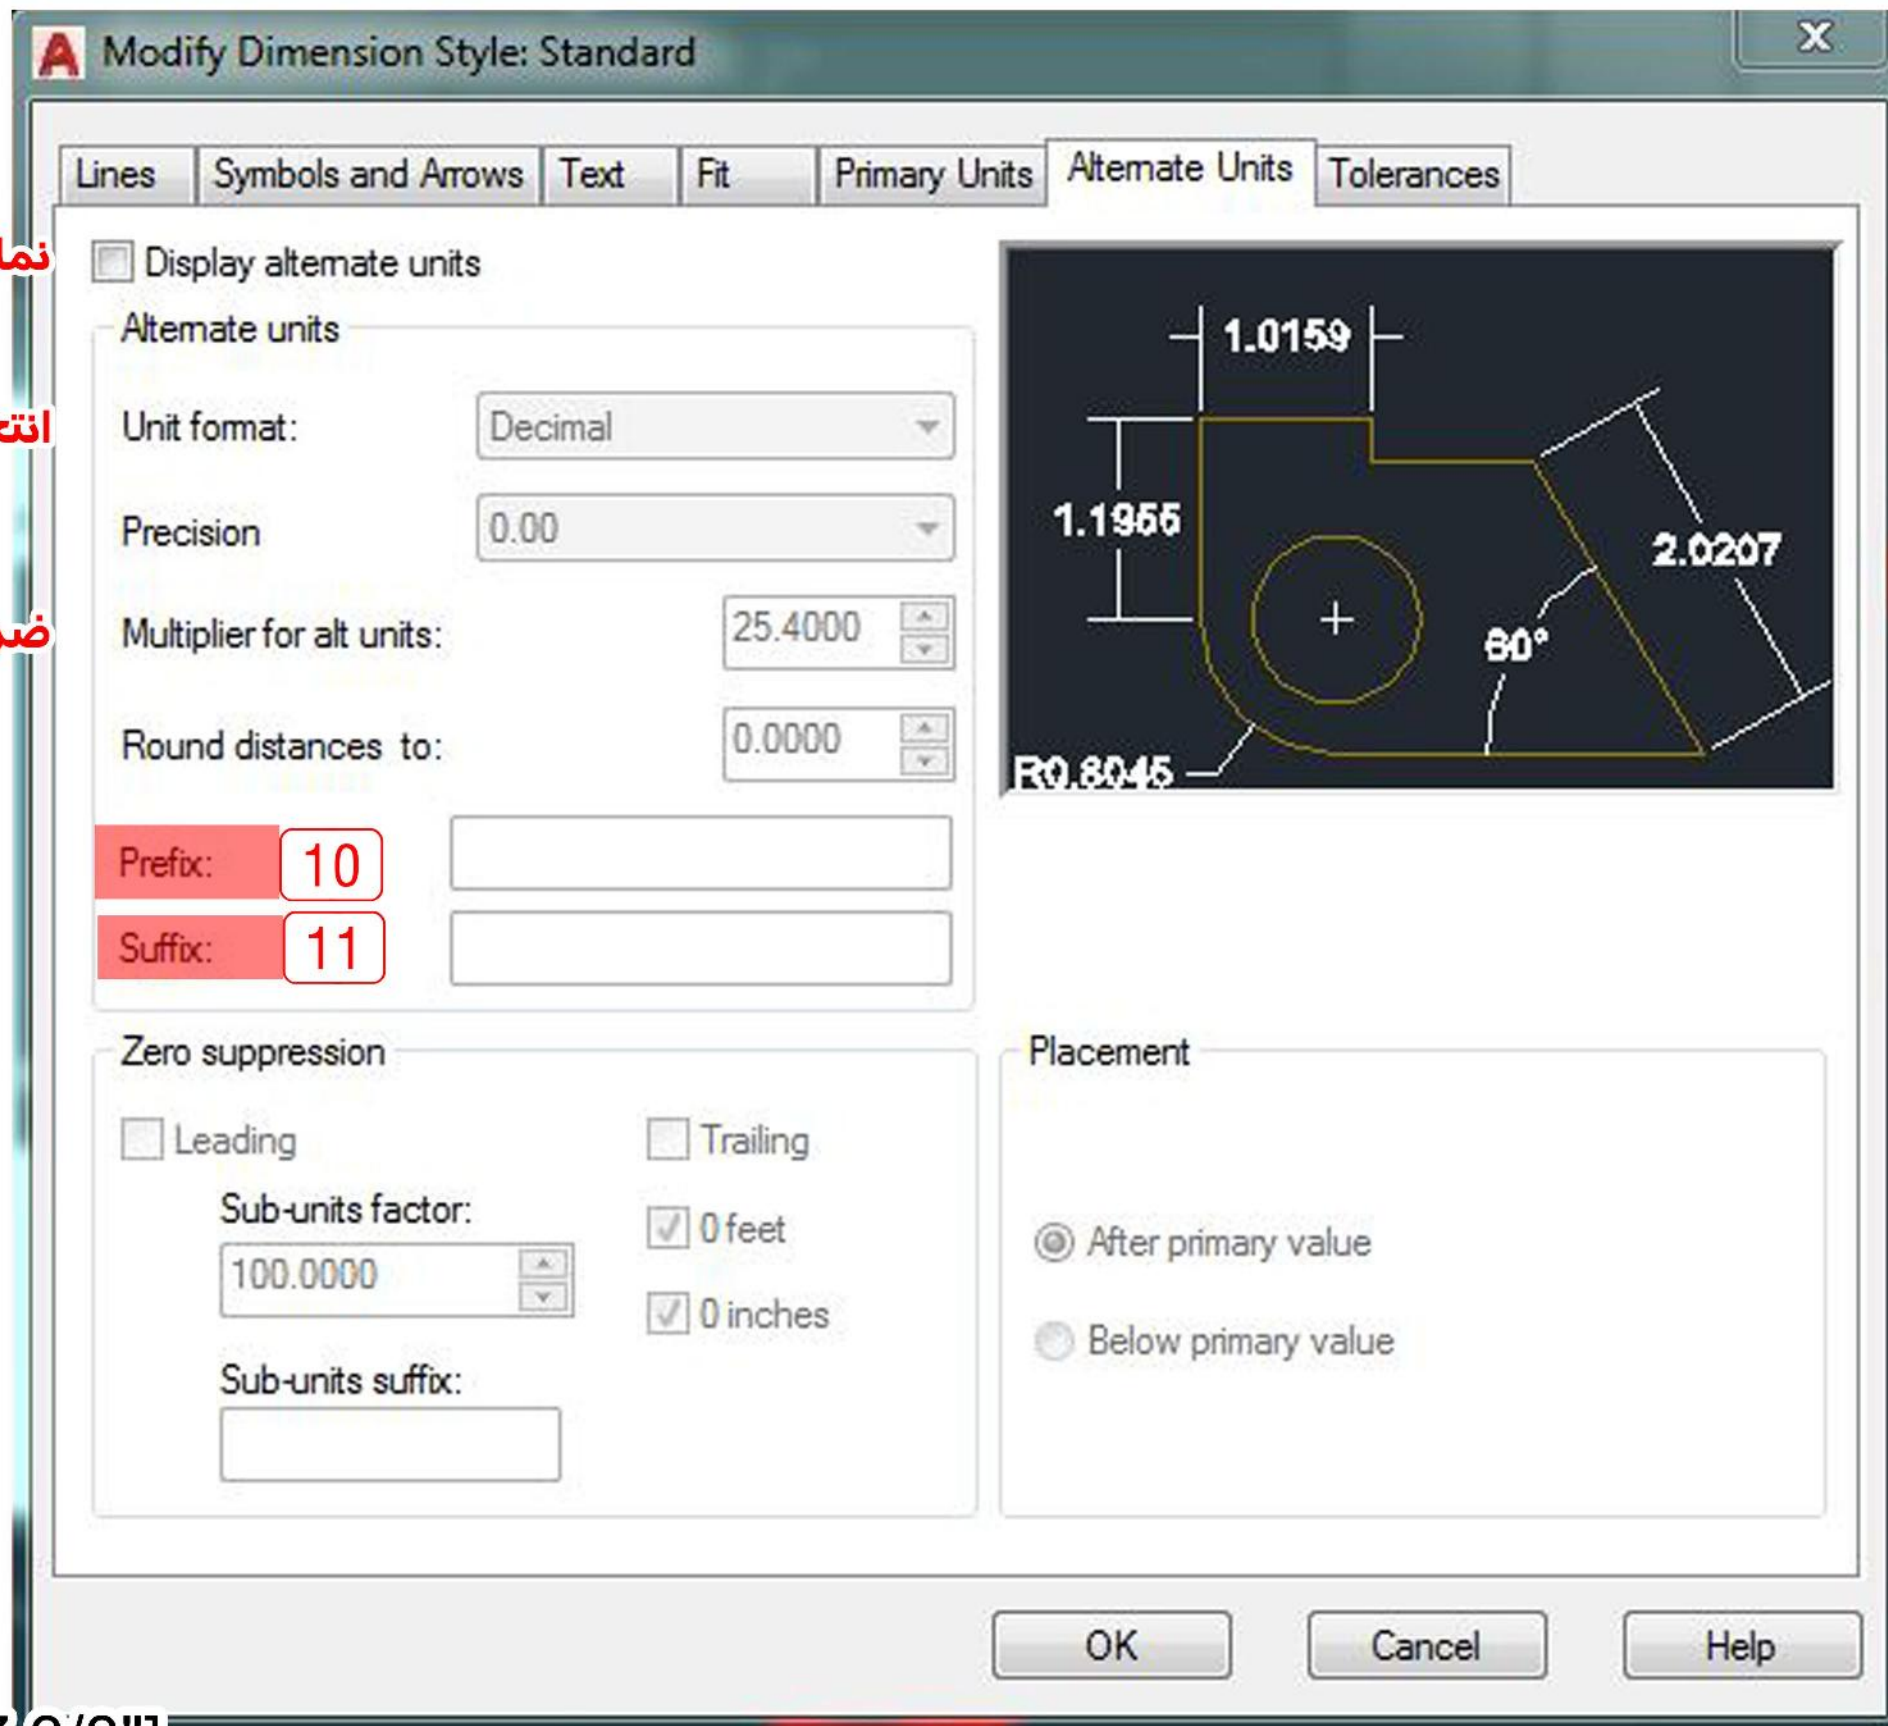 Modify Dimension Style: Standard
Lines Symbols and Arrows Text Fit Primary Units Alternate Units Tolerances
Display alternate units
Alternate units
Unit format: Decimal
Precision 0.00
Multiplier for alt units: 25.4000
Round distances to: 0.0000
Prefix: 10
Suffix: 11
1.0159
1.1955
2.0207
60°
R0.8045
Zero suppression
Leading
Trailing
Sub-units factor:
0 feet
100.0000
0 inches
Sub-units suffix:
Placement
After primary value
Below primary value
OK Cancel Help